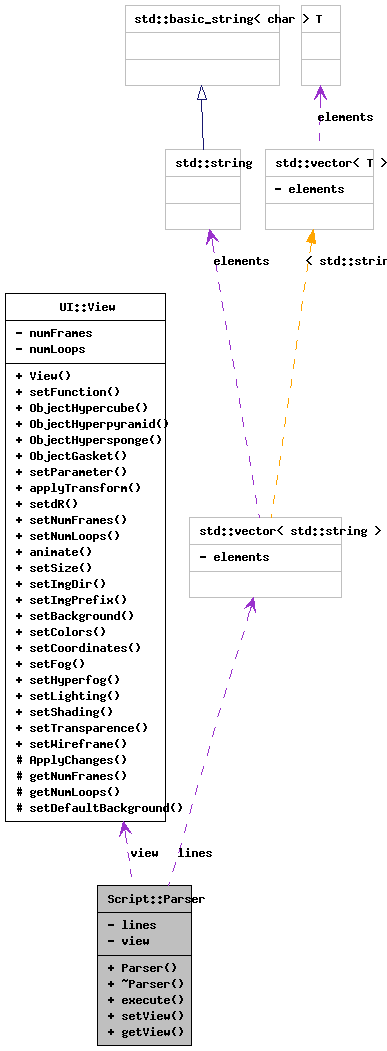 std::basic_string< char >
T
elements
std::string
std::vector< T >
- elements
elements
< std::strin
UI::View
- numFrames
- numLoops
+ View()
+ setFunction()
+ ObjectHypercube()
+ ObjectHyperpyramid()
+ ObjectHypersponge()
+ ObjectGasket()
+ setParameter()
+ applyTransform()
+ setdR()
+ setNumFrames()
+ setNumLoops()
+ animate()
+ setSize()
+ setImgDir()
+ setImgPrefix()
+ setBackground()
+ setColors()
+ setCoordinates()
+ setFog()
+ setHyperfog()
+ setLighting()
+ setShading()
+ setTransparence()
+ setWireframe()
# ApplyChanges()
# getNumFrames()
# getNumLoops()
# setDefaultBackground()
std::vector< std::string >
- elements
view
lines
Script::Parser
- lines
- view
+ Parser()
+ ~Parser()
+ execute()
+ setView()
+ getView()